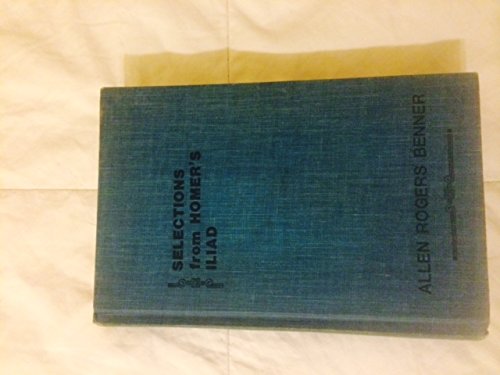 SELECTIONS
from HOMER'S
ILIAD
ALLEN ROGERS BENNER